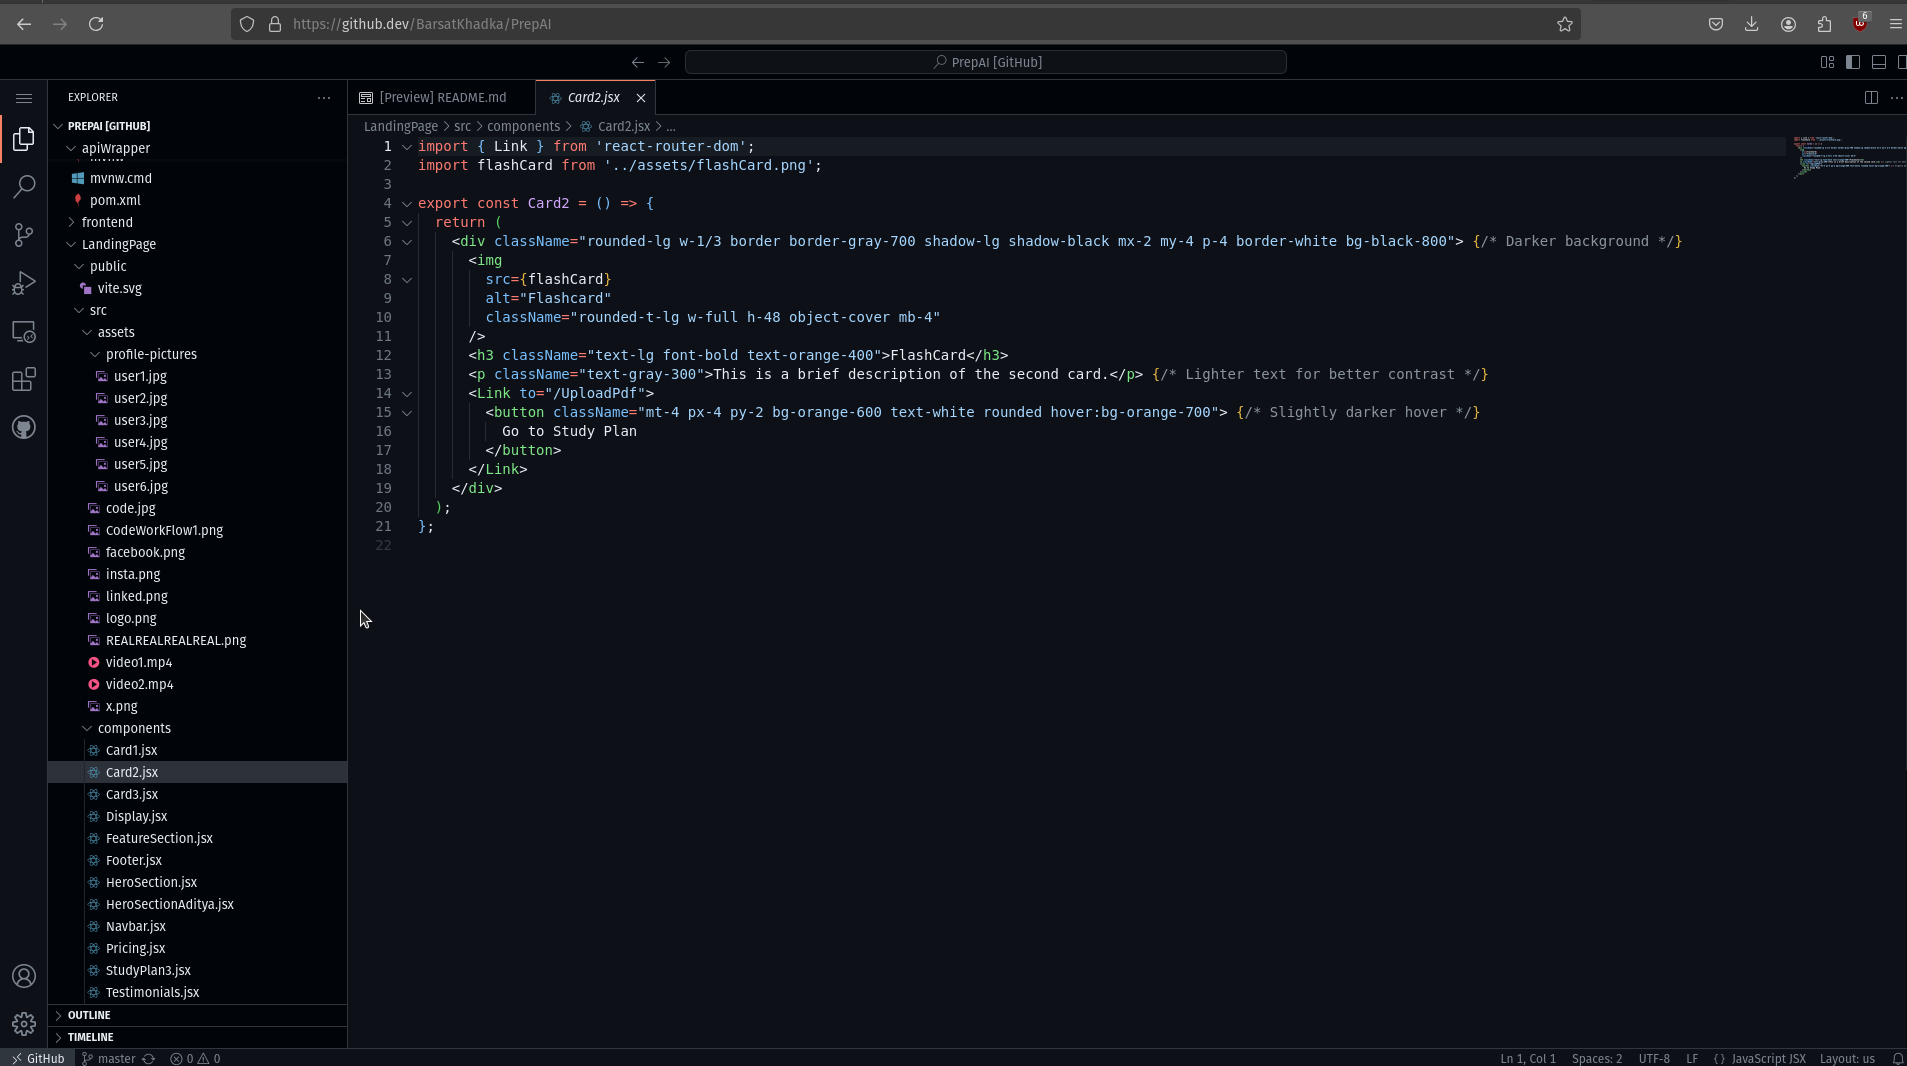 https://github.dev/BarsatKhadka/PrepAI
6
PrepAI [GitHub]
EXPLORER
PREPAI [GITHUB]
apiWrapper
mvnw
mvnw.cmd
pom.xml
frontend
LandingPage
public
vite.svg
src
assets
profile-pictures
user1.jpg
user2.jpg
user3.jpg
user4.jpg
user5.jpg
user6.jpg
code.jpg
CodeWorkFlow1.png
facebook.png
insta.png
linked.png
logo.png
REALREALREALREAL.png
video1.mp4
video2.mp4
x.png
components
Card1.jsx
Card2.jsx
Card3.jsx
Display.jsx
FeatureSection.jsx
Footer.jsx
HeroSection.jsx
HeroSectionAditya.jsx
Navbar.jsx
Pricing.jsx
StudyPlan3.jsx
Testimonials.jsx
OUTLINE
TIMELINE
[Preview] README.md Card2.jsx
LandingPage > src > components > Card2.jsx > ...
1 import { Link } from 'react-router-dom';
2 import flashCard from '../assets/flashCard.png';
3
4 export const Card2 = () => {
5 return (
6 <div className="rounded-lg w-1/3 border border-gray-700 shadow-lg shadow-black mx-2 my-4 p-4 border-white bg-black-800"> {/* Darker background */}
7 <img
8 src={flashCard}
9 alt="Flashcard"
10 className="rounded-t-lg w-full h-48 object-cover mb-4"
11 />
12 <h3 className="text-lg font-bold text-orange-400">FlashCard</h3>
13 <p className="text-gray-300">This is a brief description of the second card.</p> {/* Lighter text for better contrast */}
14 <Link to="/UploadPdf">
15 <button className="mt-4 px-4 py-2 bg-orange-600 text-white rounded hover:bg-orange-700"> {/* Slightly darker hover */}
16 Go to Study Plan
17 </button>
18 </Link>
19 </div>
20 );
21 };
22
GitHub master 0 0 Ln 1, Col 1 Spaces: 2 UTF-8 LF {} JavaScript JSX Layout: us